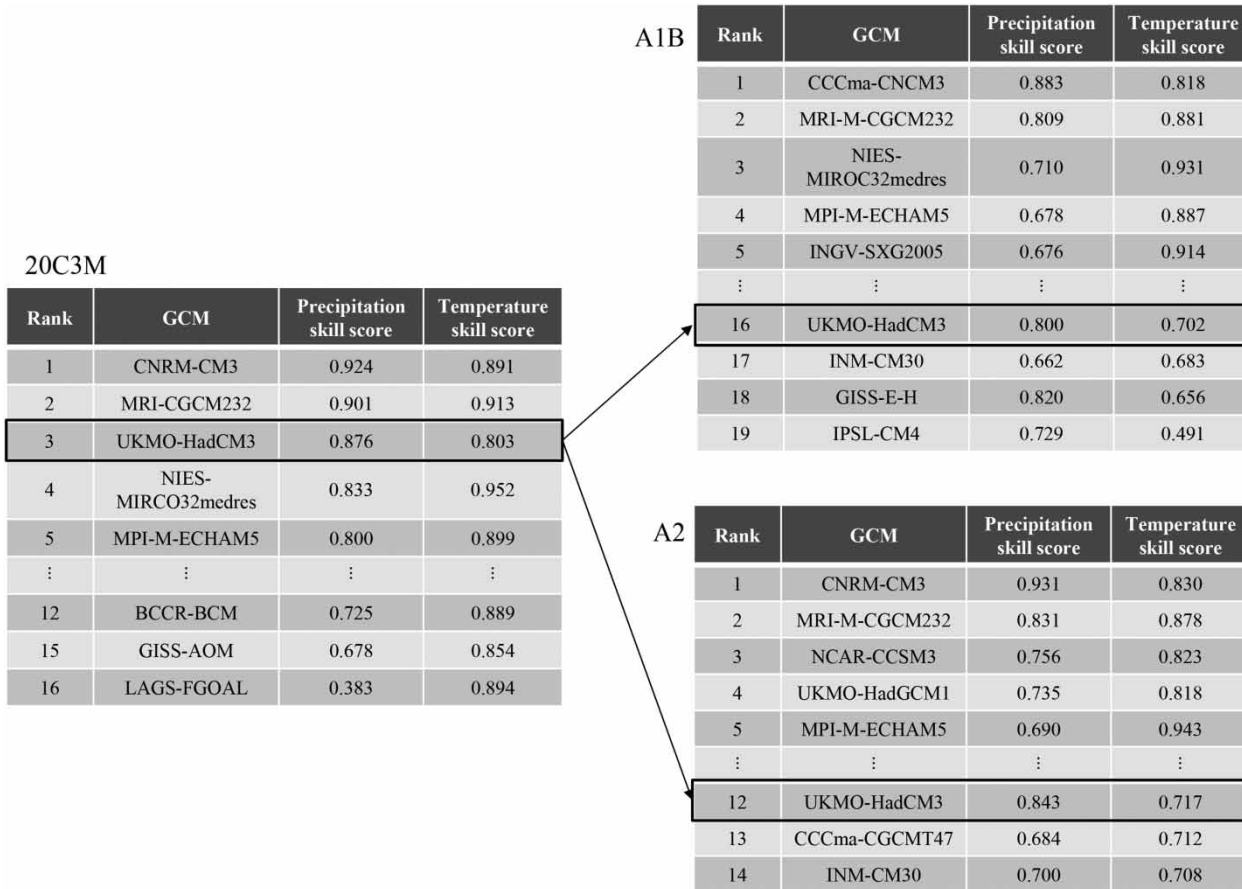 20C3M
Rank GCM Precipitation skill score Temperature skill score
1 CNRM-CM3 0.924 0.891
2 MRI-CGCM232 0.901 0.913
3 UKMO-HadCM3 0.876 0.803
4 NIES-MIRCO32medres 0.833 0.952
5 MPI-M-ECHAM5 0.800 0.899
⋮ ⋮ ⋮ ⋮
12 BCCR-BCM 0.725 0.889
15 GISS-AOM 0.678 0.854
16 LAGS-FGOAL 0.383 0.894
A1B
Rank GCM Precipitation skill score Temperature skill score
1 CCCma-CNCM3 0.883 0.818
2 MRI-M-CGCM232 0.809 0.881
3 NIES-MIROC32medres 0.710 0.931
4 MPI-M-ECHAM5 0.678 0.887
5 INGV-SXG2005 0.676 0.914
⋮ ⋮ ⋮ ⋮
16 UKMO-HadCM3 0.800 0.702
17 INM-CM30 0.662 0.683
18 GISS-E-H 0.820 0.656
19 IPSL-CM4 0.729 0.491
A2
Rank GCM Precipitation skill score Temperature skill score
1 CNRM-CM3 0.931 0.830
2 MRI-M-CGCM232 0.831 0.878
3 NCAR-CCSM3 0.756 0.823
4 UKMO-HadGCM1 0.735 0.818
5 MPI-M-ECHAM5 0.690 0.943
⋮ ⋮ ⋮ ⋮
12 UKMO-HadCM3 0.843 0.717
13 CCCma-CGCMT47 0.684 0.712
14 INM-CM30 0.700 0.708